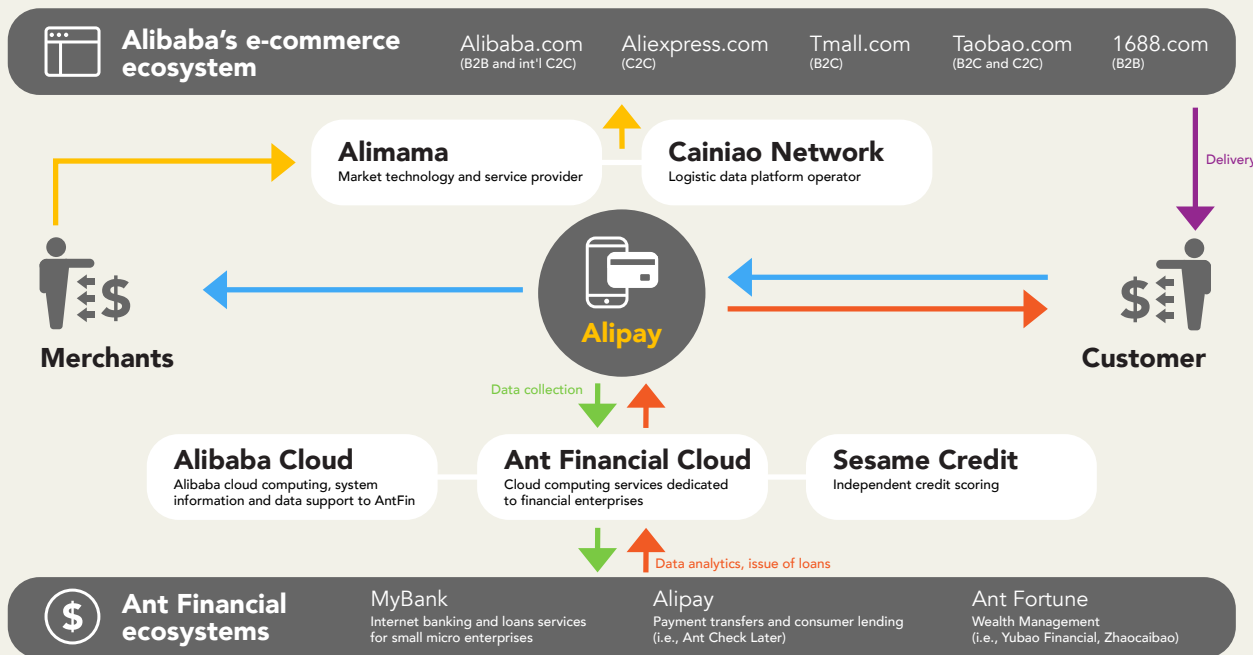 Alibaba's e-commerce
ecosystem
Alibaba.com
(B2B and int'l C2C)
Aliexpress.com
(C2C)
Tmall.com
(B2C)
Taobao.com
(B2C and C2C)
1688.com
(B2B)
Alimama
Market technology and service provider
Cainiao Network
Logistic data platform operator
Delivery
$
Merchants
Alipay
$
Customer
Data collection
Alibaba Cloud
Alibaba cloud computing, system
information and data support to AntFin
Ant Financial Cloud
Cloud computing services dedicated
to financial enterprises
Sesame Credit
Independent credit scoring
Data analytics, issue of loans
$
Ant Financial
ecosystems
MyBank
Internet banking and loans services
for small micro enterprises
Alipay
Payment transfers and consumer lending
(i.e., Ant Check Later)
Ant Fortune
Wealth Management
(i.e., Yubao Financial, Zhaocaibao)